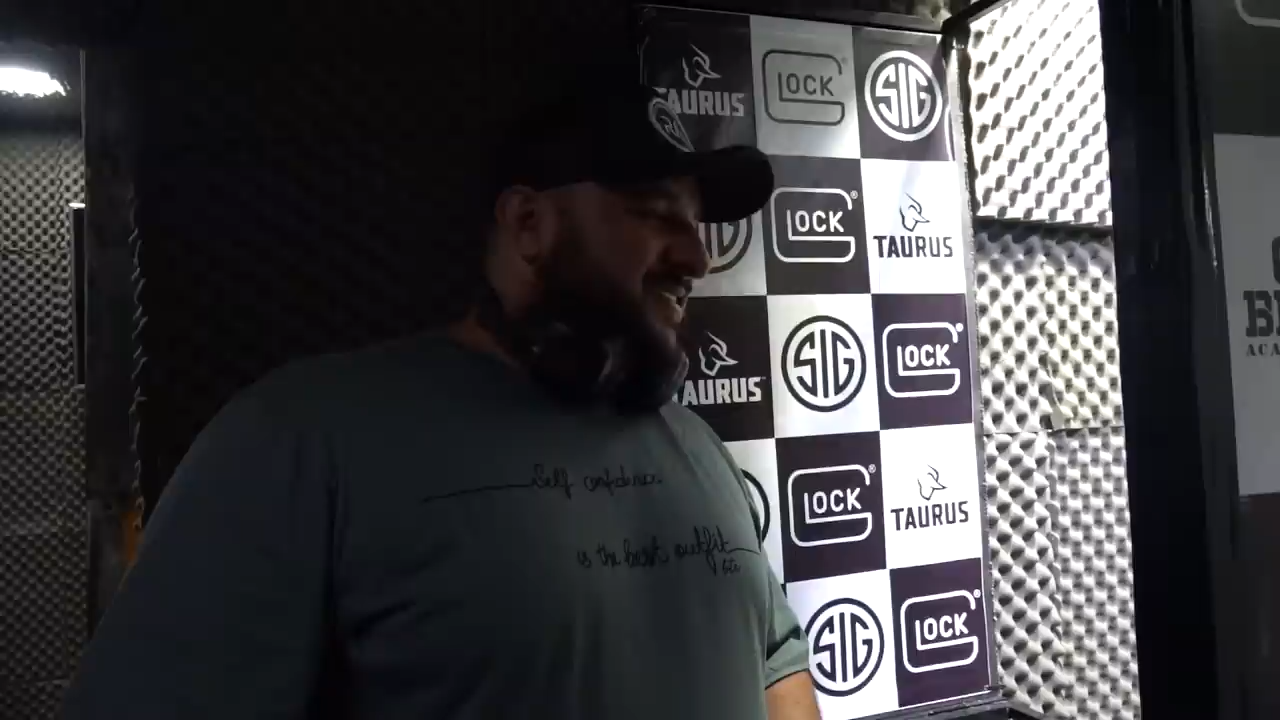 TAURUS GLOCK SIG
GLOCK TAURUS
TAURUS SIG GLOCK
GLOCK TAURUS
SIG GLOCK
Self confidence
is the best outfit